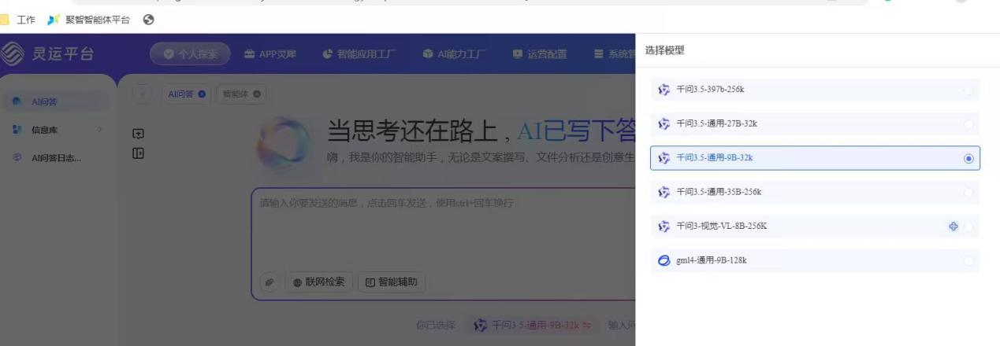 工作
聚智智能体平台
灵运平台
个人探索
APP灵犀
智能应用工厂
AI能力工厂
运营配置
系统管
选择模型
AI问答
信息库
AI问答日志...
AI问答
智能体
当思考还在路上，AI已写下答
嗨，我是你的智能助手，无论是文案撰写、文件分析还是创意生
请输入你要发送的消息，点击回车发送，使用ctrl+回车换行
联网检索
智能辅助
你已选择 千问3.5-通用-9B-32k 输入问
千问3.5-397b-256k
千问3.5-通用-27B-32k
千问3.5-通用-9B-32k
千问3.5-通用-35B-256k
千问3-视觉-VL-8B-256K
gml4-通用-9B-128k